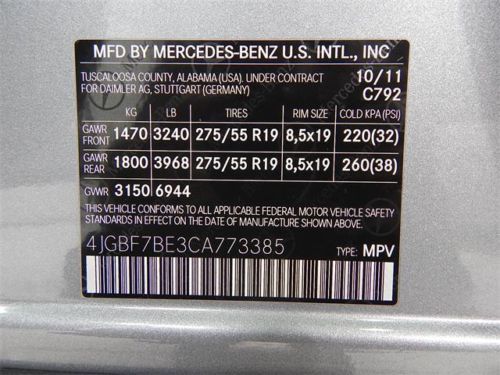 MFD BY MERCEDES-BENZ U.S. INTL., INC
TUSCALOOSA COUNTY, ALABAMA (USA). UNDER CONTRACT 10/11
FOR DAIMLER AG, STUTTGART (GERMANY) C792
KG LB TIRES RIM SIZE COLD KPA (PSI)
GAWR FRONT 1470 3240 275/55 R19 8,5x19 220(32)
GAWR REAR 1800 3968 275/55 R19 8,5x19 260(38)
GVWR 3150 6944
THIS VEHICLE CONFORMS TO ALL APPLICABLE FEDERAL MOTOR VEHICLE SAFETY
STANDARDS IN EFFECT ON THE DATE OF MANUFACTURE SHOWN ABOVE.
4JGBF7BE3CA773385 TYPE: MPV